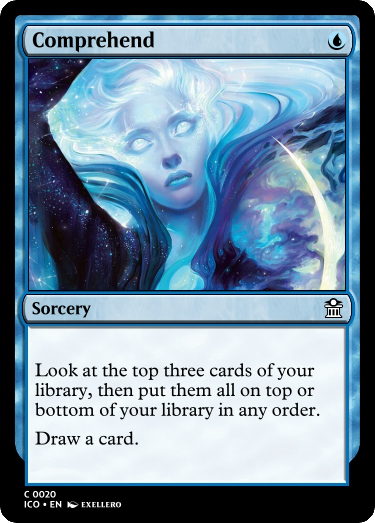 Comprehend
Sorcery
Look at the top three cards of your
library, then put them all on top or
bottom of your library in any order.
Draw a card.
C 0020
ICO • EN EXELLERO